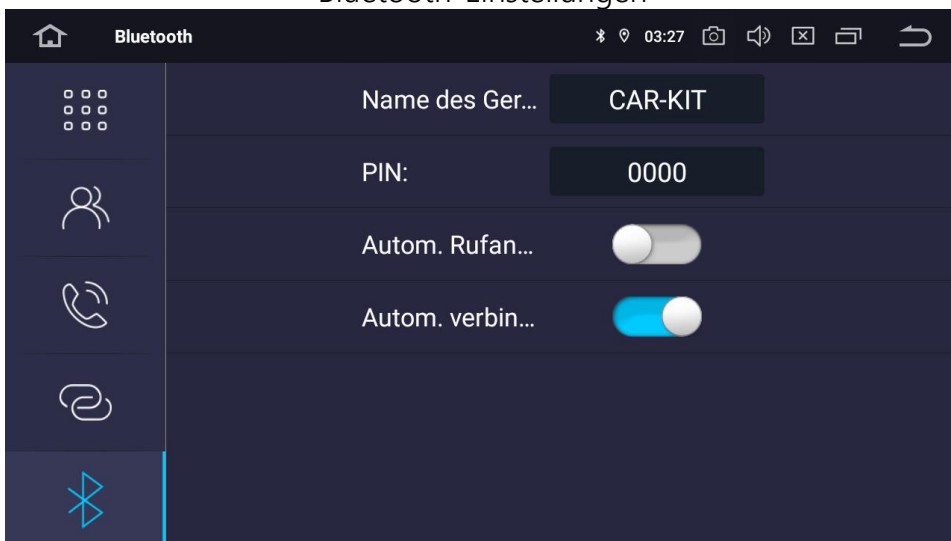 Bluetooth-Einstellungen
Bluetooth 03:27
Name des Ger... CAR-KIT
PIN: 0000
Autom. Rufan...
Autom. verbin...